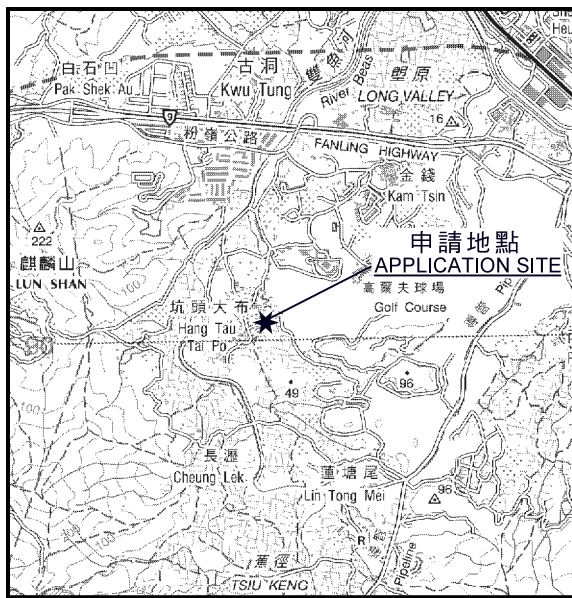 白石凹
Pak Shek Au
古洞
Kwu Tung
雙魚河
River Beas
塱原
LONG VALLEY
16
9
粉嶺公路
FANLING HIGHWAY
金錢
Kam Tsin
222
麒麟山
LUN SHAN
100
申請地點
APPLICATION SITE
高爾夫球場
Golf Course
坑頭大布
Hang Tau
Tai Po
49
96
100
長瀝
Cheung Lek
蓮塘尾
Lin Tong Mei
96
100
R
Pipeline
蕉徑
TSIU KENG